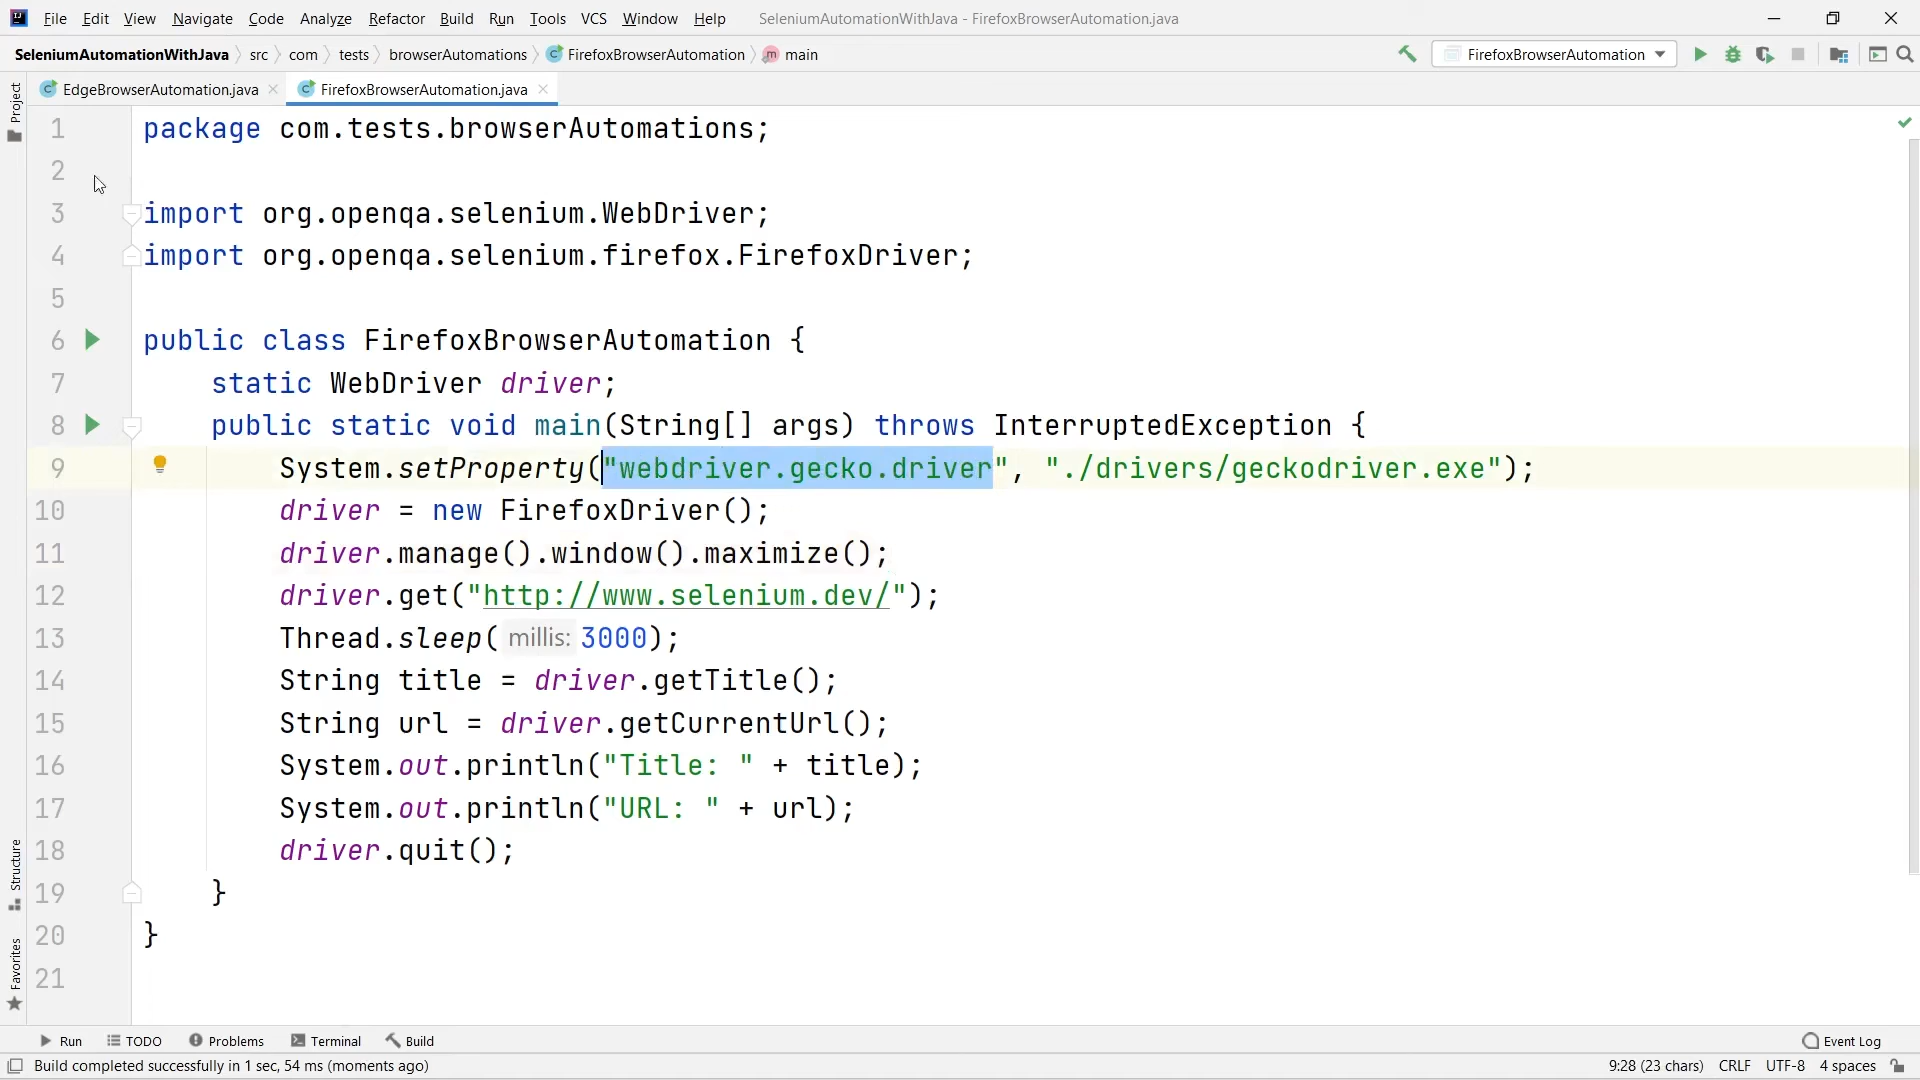 File Edit View Navigate Code Analyze Refactor Build Run Tools VCS Window Help SeleniumAutomationWithJava - FirefoxBrowserAutomation.java
SeleniumAutomationWithJava src com tests browserAutomations FirefoxBrowserAutomation main FirefoxBrowserAutomation
EdgeBrowserAutomation.java FirefoxBrowserAutomation.java
Project
1 package com.tests.browserAutomations;
2
3 import org.openqa.selenium.WebDriver;
4 import org.openqa.selenium.firefox.FirefoxDriver;
5
6 public class FirefoxBrowserAutomation {
7 static WebDriver driver;
8 public static void main(String[] args) throws InterruptedException {
9 System.setProperty("webdriver.gecko.driver", "./drivers/geckodriver.exe");
10 driver = new FirefoxDriver();
11 driver.manage().window().maximize();
12 driver.get("http://www.selenium.dev/");
13 Thread.sleep( millis: 3000);
14 String title = driver.getTitle();
15 String url = driver.getCurrentUrl();
16 System.out.println("Title: " + title);
17 System.out.println("URL: " + url);
18 driver.quit();
19 }
20 }
21
Structure
Favorites
Run TODO Problems Terminal Build Event Log
Build completed successfully in 1 sec, 54 ms (moments ago) 9:28 (23 chars) CRLF UTF-8 4 spaces